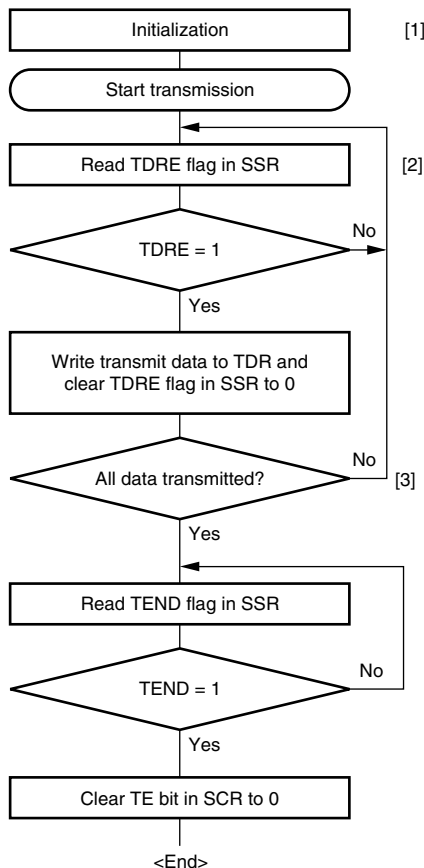 Initialization
[1]
Start transmission
Read TDRE flag in SSR
[2]
TDRE = 1
No
Yes
Write transmit data to TDR and
clear TDRE flag in SSR to 0
All data transmitted?
No
[3]
Yes
Read TEND flag in SSR
TEND = 1
No
Yes
Clear TE bit in SCR to 0
<End>